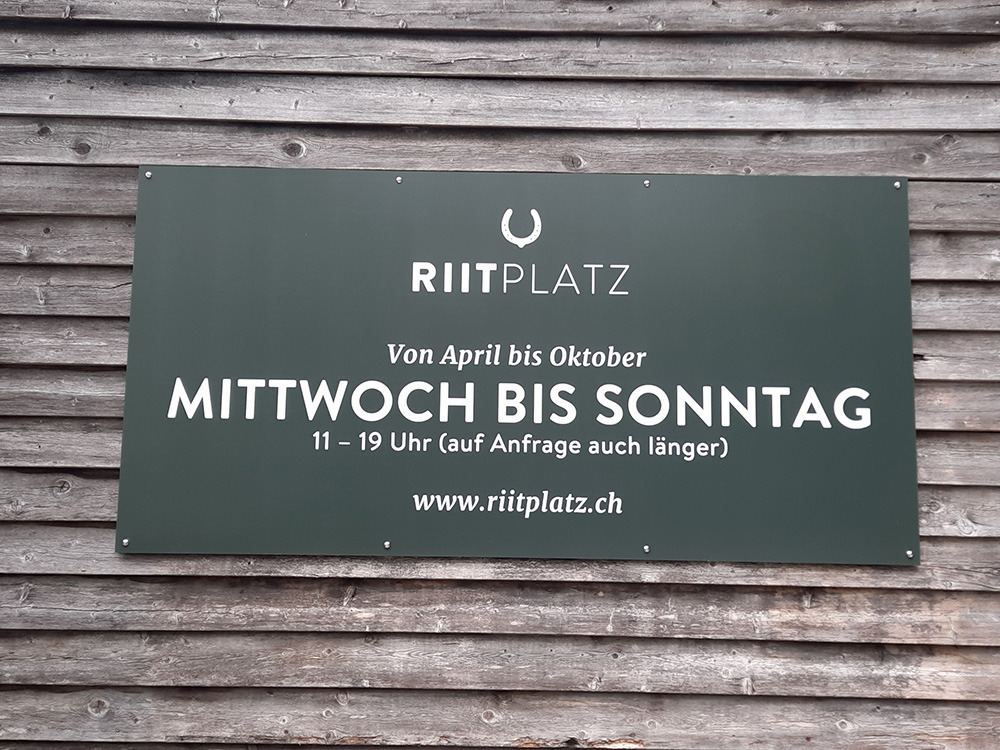 RIITPLATZ
Von April bis Oktober
MITTWOCH BIS SONNTAG
11 – 19 Uhr (auf Anfrage auch länger)
www.riitplatz.ch